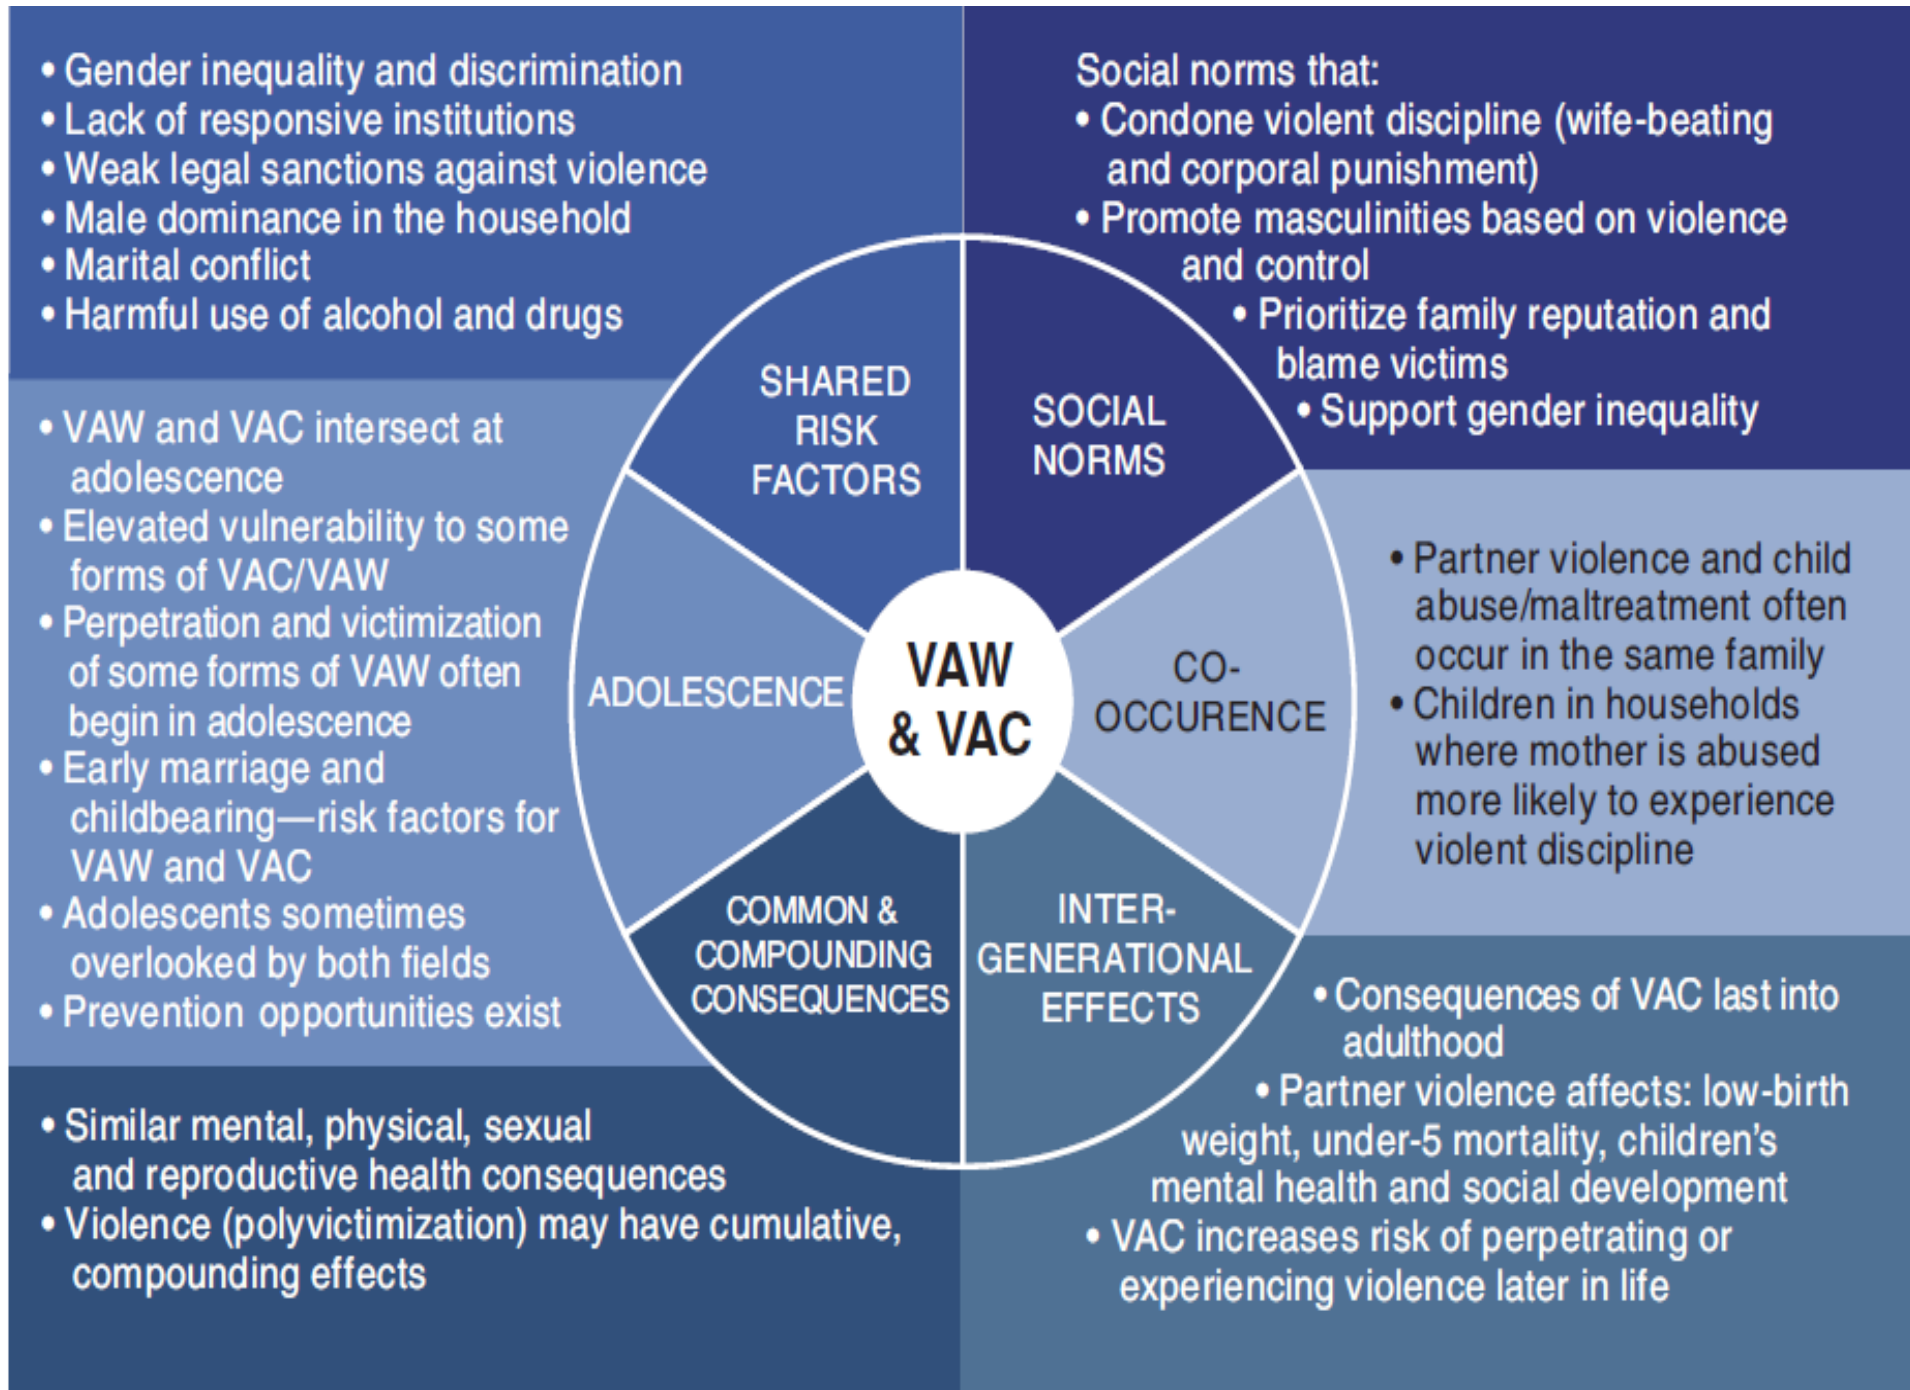 • Gender inequality and discrimination
• Lack of responsive institutions
• Weak legal sanctions against violence
• Male dominance in the household
• Marital conflict
• Harmful use of alcohol and drugs
Social norms that:
• Condone violent discipline (wife-beating
and corporal punishment)
• Promote masculinities based on violence
and control
• Prioritize family reputation and
blame victims
• Support gender inequality
SHARED
RISK
FACTORS
SOCIAL
NORMS
• VAW and VAC intersect at
adolescence
• Elevated vulnerability to some
forms of VAC/VAW
• Perpetration and victimization
of some forms of VAW often
begin in adolescence
• Early marriage and
childbearing—risk factors for
VAW and VAC
• Adolescents sometimes
overlooked by both fields
• Prevention opportunities exist
ADOLESCENCE
VAW
& VAC
CO-
OCCURENCE
• Partner violence and child
abuse/maltreatment often
occur in the same family
• Children in households
where mother is abused
more likely to experience
violent discipline
COMMON &
COMPOUNDING
CONSEQUENCES
INTER-
GENERATIONAL
EFFECTS
• Similar mental, physical, sexual
and reproductive health consequences
• Violence (polyvictimization) may have cumulative,
compounding effects
• Consequences of VAC last into
adulthood
• Partner violence affects: low-birth
weight, under-5 mortality, children’s
mental health and social development
• VAC increases risk of perpetrating or
experiencing violence later in life